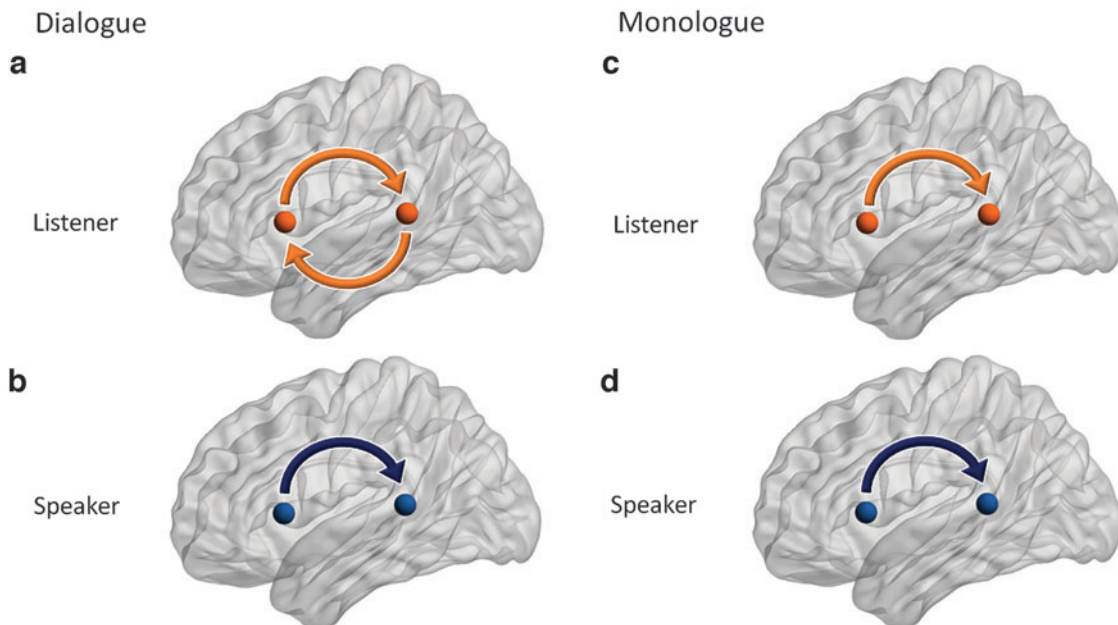 Dialogue
Monologue
a
c
Listener
Listener
b
d
Speaker
Speaker